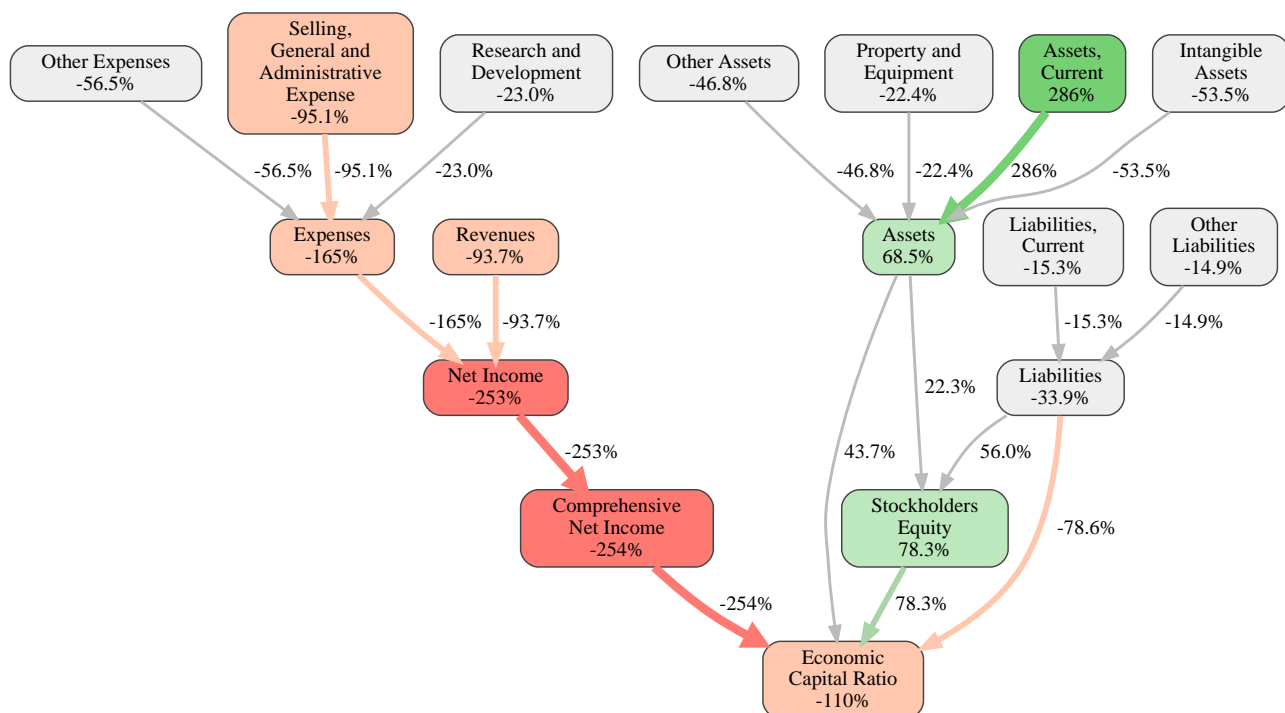 Other Expenses
-56.5%
Selling,
General and
Administrative
Expense
-95.1%
Research and
Development
-23.0%
Other Assets
-46.8%
Property and
Equipment
-22.4%
Assets,
Current
286%
Intangible
Assets
-53.5%
-56.5%
-95.1%
-23.0%
-46.8%
-22.4%
286%
-53.5%
Expenses
-165%
Revenues
-93.7%
Assets
68.5%
Liabilities,
Current
-15.3%
Other
Liabilities
-14.9%
-165%
-93.7%
-15.3%
-14.9%
Net Income
-253%
22.3%
Liabilities
-33.9%
-253%
43.7%
56.0%
Comprehensive
Net Income
-254%
Stockholders
Equity
78.3%
-78.6%
-254%
78.3%
Economic
Capital Ratio
-110%